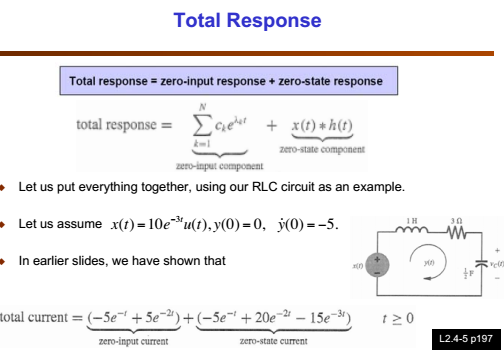 Total Response
Total response = zero-input response + zero-state response
total response = \sum_{k=1}^{N} c_k e^{λ_k t} + x(t) * h(t)
zero-input component
zero-state component
Let us put everything together, using our RLC circuit as an example.
Let us assume x(t) = 10e^{-3t}u(t), y(0) = 0, ẏ(0) = -5.
In earlier slides, we have shown that
1 H 3 Ω
x(t) + − y(t) ½ F + v_C(t) −
total current = (-5e^{-t} + 5e^{-2t}) + (-5e^{-t} + 20e^{-2t} - 15e^{-3t}) t ≥ 0
zero-input current zero-state current
L2.4-5 p197